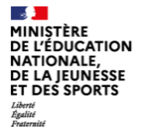 MINISTÈRE
DE L'ÉDUCATION
NATIONALE,
DE LA JEUNESSE
ET DES SPORTS
Liberté
Égalité
Fraternité